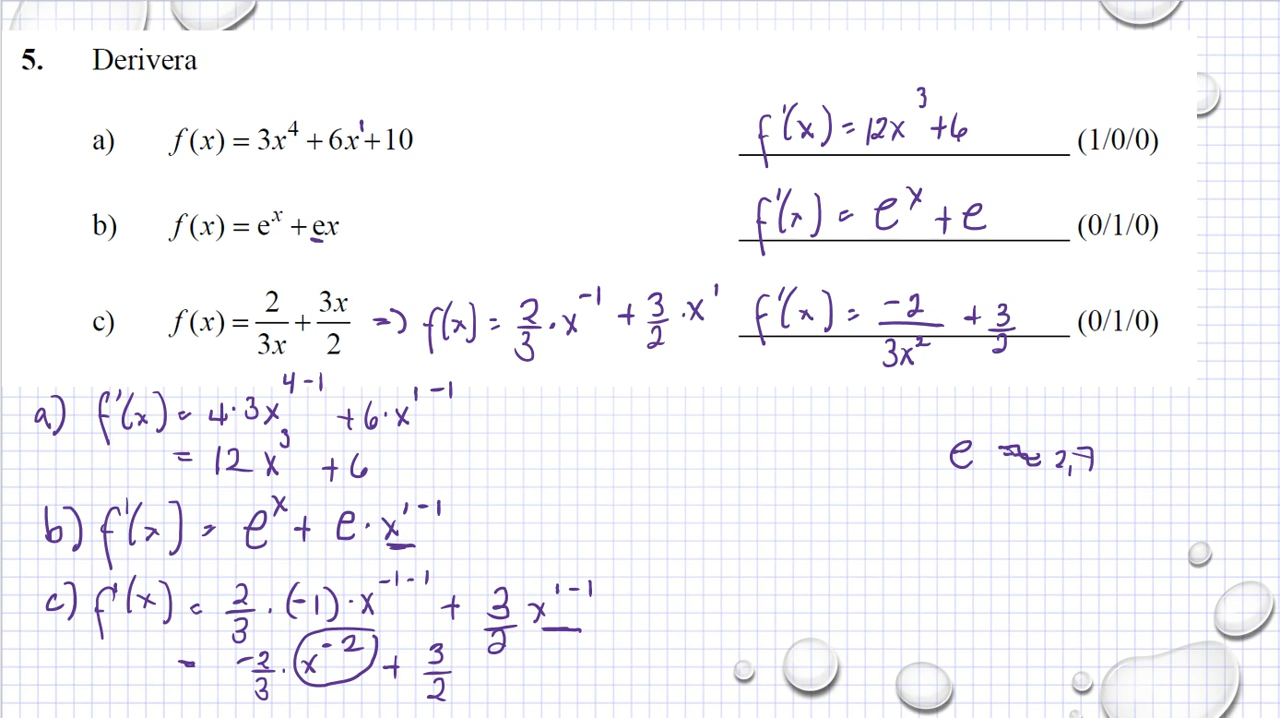 5. Derivera
a) f(x) = 3x⁴ + 6x¹ + 10 f'(x) = 12x³ + 6 (1/0/0)
b) f(x) = eˣ + ex f'(x) = eˣ + e (0/1/0)
c) f(x) = 2/3x + 3x/2 => f(x) = 2/3 · x⁻¹ + 3/2 · x¹ f'(x) = -2/3x² + 3/2 (0/1/0)
a) f'(x) = 4·3x⁴⁻¹ + 6·x¹⁻¹
= 12x³ + 6
e ≈ 2,7
b) f'(x) = eˣ + e·x¹⁻¹
c) f'(x) = 2/3 · (-1) · x⁻¹⁻¹ + 3/2 x¹⁻¹
= -2/3 · x⁻² + 3/2